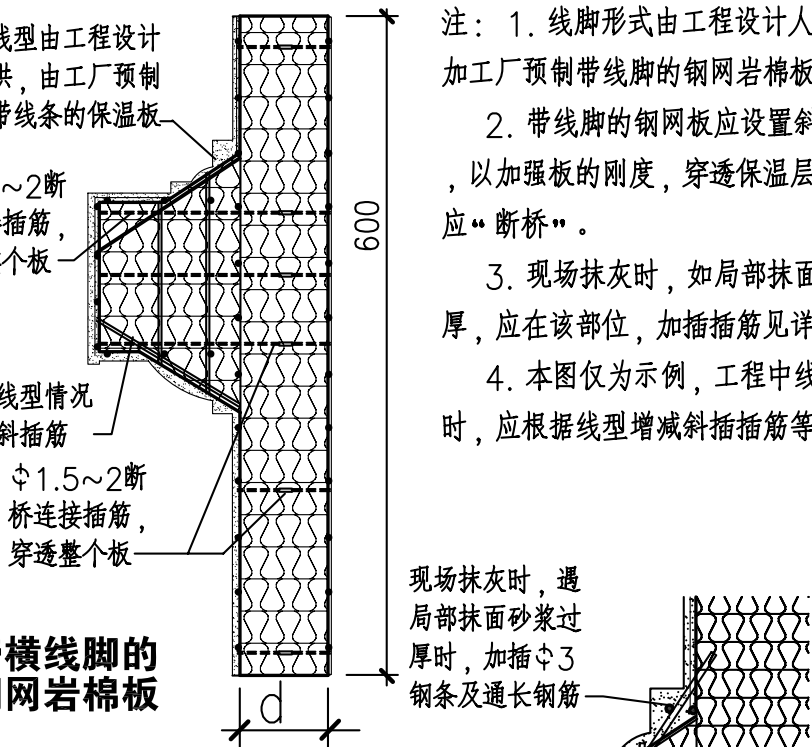 线型由工程设计
供，由工厂预制
带线条的保温板
～2断
插筋，
个板
线型情况
斜插筋
ф1.5～2断
桥连接插筋，
穿透整个板
横线脚的
网岩棉板
600
d
注：1. 线脚形式由工程设计人
加工厂预制带线脚的钢网岩棉板
2. 带线脚的钢网板应设置斜
，以加强板的刚度，穿透保温层
应“断桥”。
3. 现场抹灰时，如局部抹面
厚，应在该部位，加插插筋见详
4. 本图仅为示例，工程中线
时，应根据线型增减斜插插筋等
现场抹灰时，遇
局部抹面砂浆过
厚时，加插ф3
钢条及通长钢筋